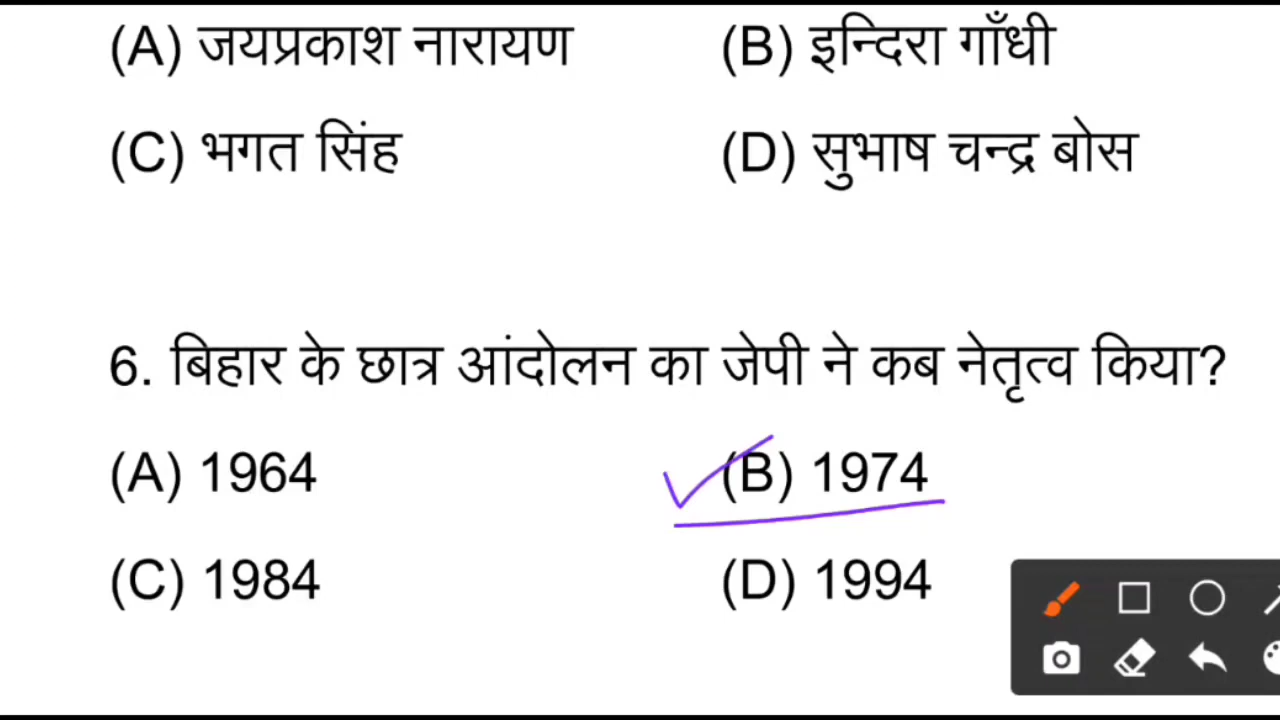 (A) जयप्रकाश नारायण (B) इन्दिरा गाँधी
(C) भगत सिंह (D) सुभाष चन्द्र बोस
6. बिहार के छात्र आंदोलन का जेपी ने कब नेतृत्व किया?
(A) 1964 (B) 1974
(C) 1984 (D) 1994